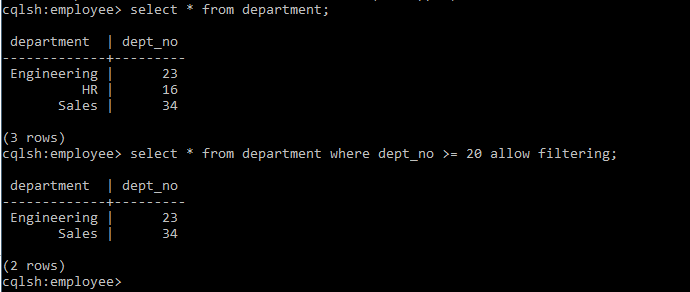 cqlsh:employee> select * from department;
department | dept_no
-------------+---------
Engineering | 23
HR | 16
Sales | 34
(3 rows)
cqlsh:employee> select * from department where dept_no >= 20 allow filtering;
department | dept_no
-------------+---------
Engineering | 23
Sales | 34
(2 rows)
cqlsh:employee>